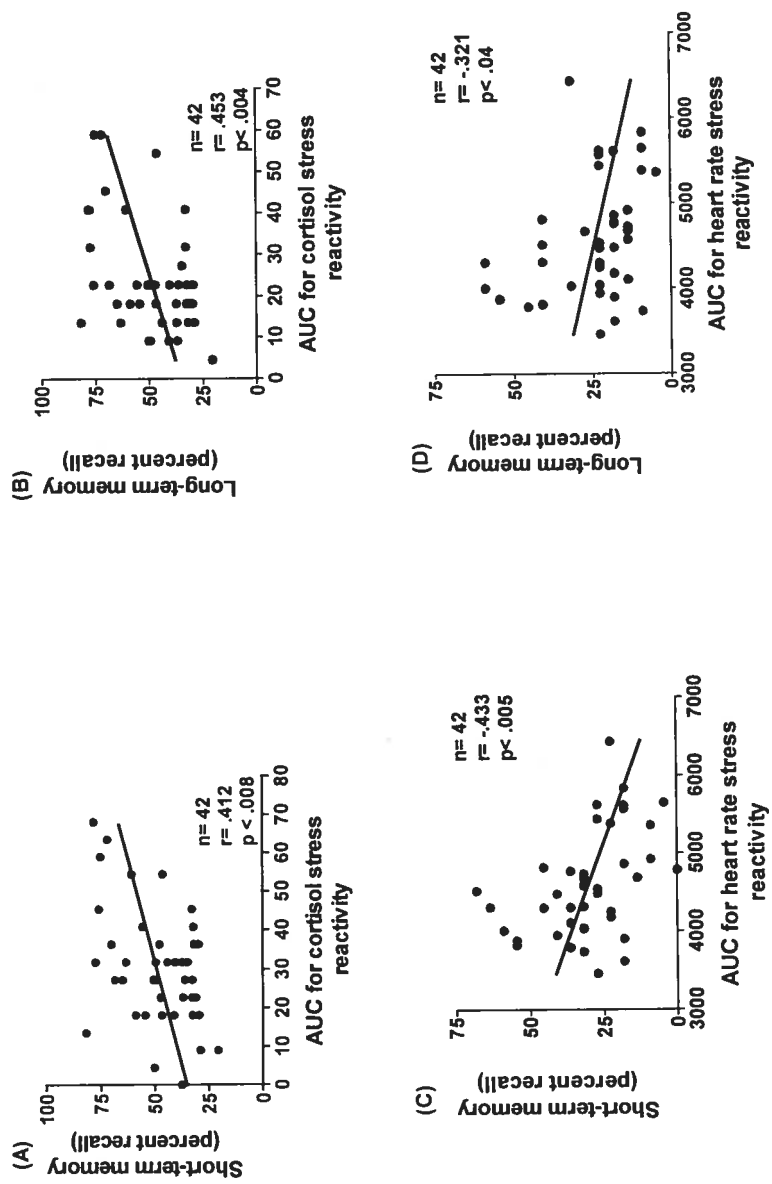 (A)
Short-term memory
(percent recall)
100
75
50
25
0
n= 42
r= .412
p < .008
0 10 20 30 40 50 60 70 80
AUC for cortisol stress
reactivity
(B)
Long-term memory
(percent recall)
100
75
50
25
0
n= 42
r= .453
p< .004
0 10 20 30 40 50 60 70
AUC for cortisol stress
reactivity
(C)
Short-term memory
(percent recall)
75
50
25
0
n= 42
r= -.433
p< .005
3000 4000 5000 6000 7000
AUC for heart rate stress
reactivity
(D)
Long-term memory
(percent recall)
75
50
25
0
n= 42
r= -.321
p< .04
3000 4000 5000 6000 7000
AUC for heart rate stress
reactivity